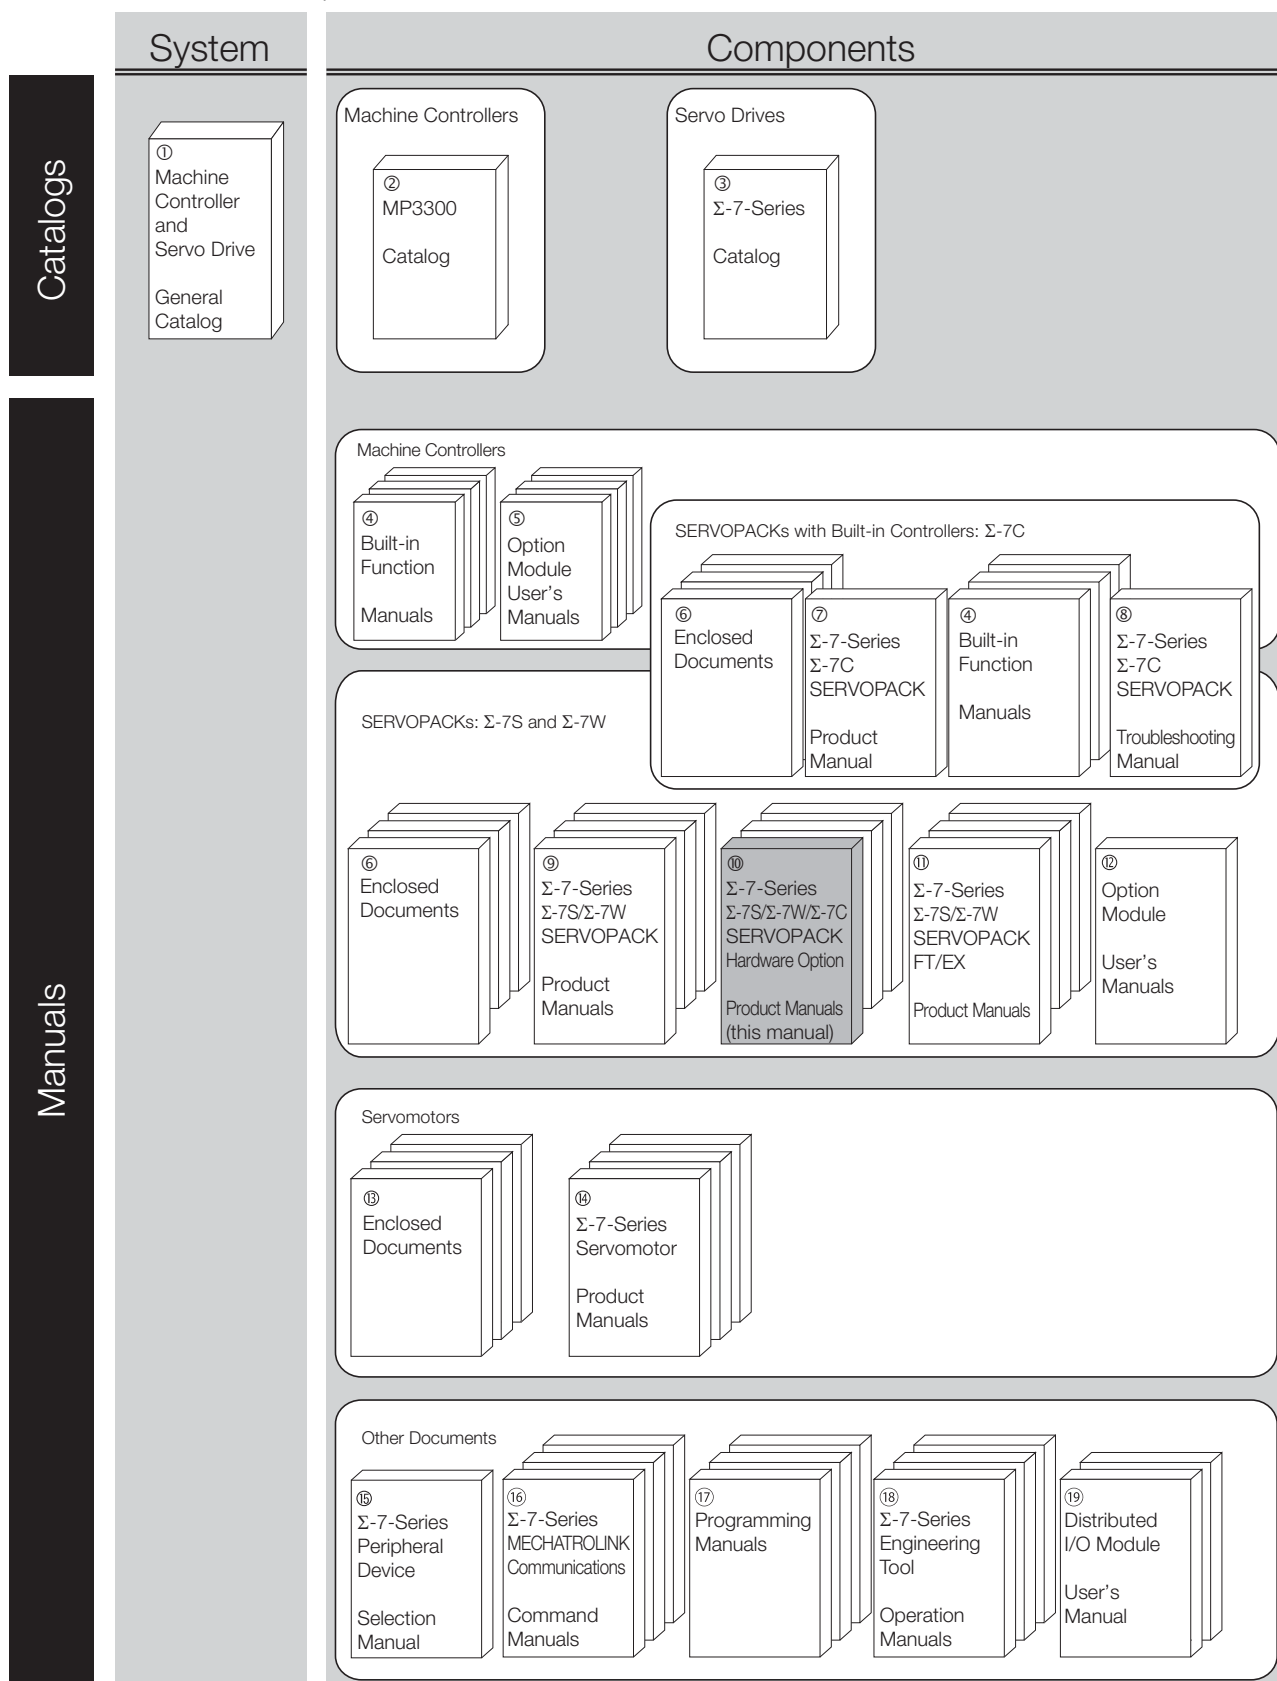 System
Components
Catalogs
①
Machine
Controller
and
Servo Drive
General
Catalog
Machine Controllers
②
MP3300
Catalog
Servo Drives
③
Σ-7-Series
Catalog
Manuals
Machine Controllers
④
Built-in
Function
Manuals
⑤
Option
Module
User's
Manuals
SERVOPACKs with Built-in Controllers: Σ-7C
⑥
Enclosed
Documents
⑦
Σ-7-Series
Σ-7C
SERVOPACK
Product
Manual
④
Built-in
Function
Manuals
⑧
Σ-7-Series
Σ-7C
SERVOPACK
Troubleshooting
Manual
SERVOPACKs: Σ-7S and Σ-7W
⑥
Enclosed
Documents
⑨
Σ-7-Series
Σ-7S/Σ-7W
SERVOPACK
Product
Manuals
⑩
Σ-7-Series
Σ-7S/Σ-7W/Σ-7C
SERVOPACK
Hardware Option
Product Manuals
(this manual)
⑪
Σ-7-Series
Σ-7S/Σ-7W
SERVOPACK
FT/EX
Product Manuals
⑫
Option
Module
User's
Manuals
Servomotors
⑬
Enclosed
Documents
⑭
Σ-7-Series
Servomotor
Product
Manuals
Other Documents
⑮
Σ-7-Series
Peripheral
Device
Selection
Manual
⑯
Σ-7-Series
MECHATROLINK
Communications
Command
Manuals
⑰
Programming
Manuals
⑱
Σ-7-Series
Engineering
Tool
Operation
Manuals
⑲
Distributed
I/O Module
User's
Manual